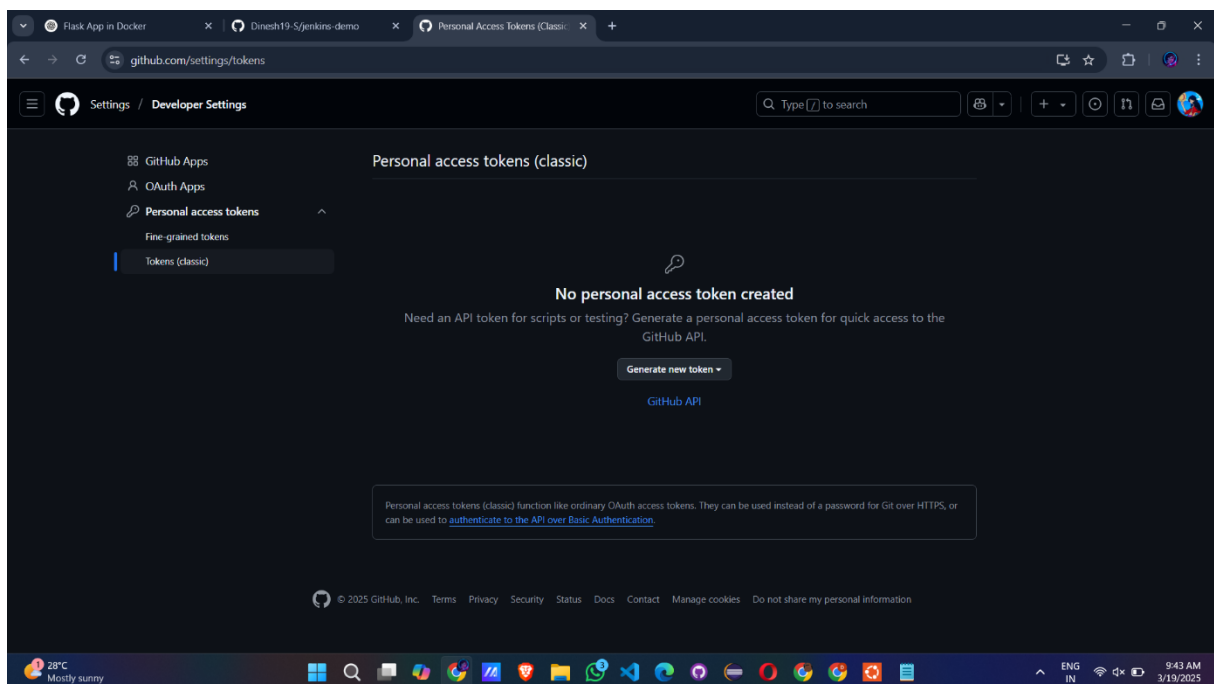 Flask App in Docker
Dinesh19-S/jenkins-demo
Personal Access Tokens (Classic
github.com/settings/tokens
Settings / Developer Settings
Type / to search
GitHub Apps
OAuth Apps
Personal access tokens
Fine-grained tokens
Tokens (classic)
Personal access tokens (classic)
No personal access token created
Need an API token for scripts or testing? Generate a personal access token for quick access to the
GitHub API.
Generate new token
GitHub API
Personal access tokens (classic) function like ordinary OAuth access tokens. They can be used instead of a password for Git over HTTPS, or
can be used to authenticate to the API over Basic Authentication.
© 2025 GitHub, Inc. Terms Privacy Security Status Docs Contact Manage cookies Do not share my personal information
1
28°C
Mostly sunny
3
ENG
IN
9:43 AM
3/19/2025